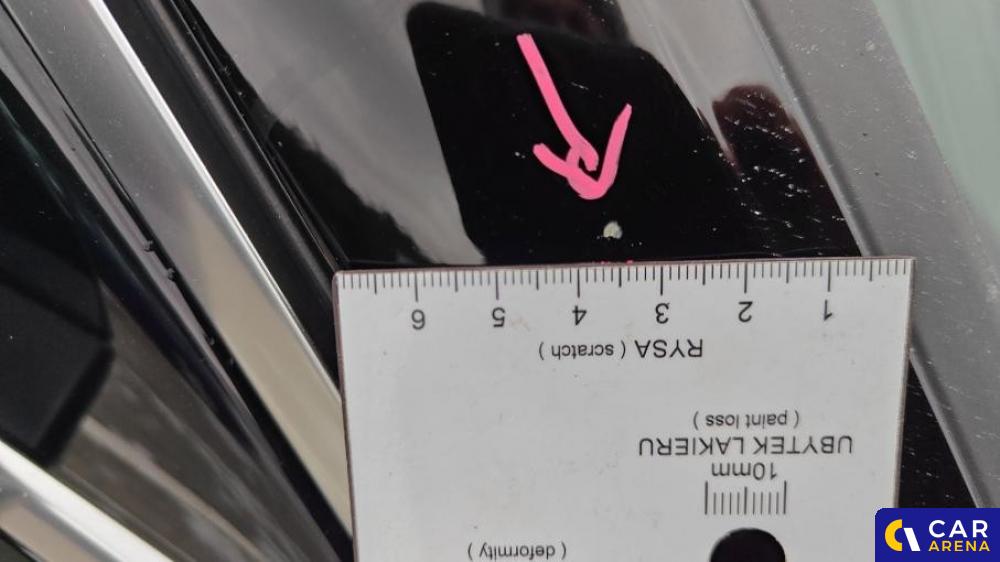 6 5 4 3 2 1
RYSA ( scratch )
( paint loss )
UBYTEK LAKIERU
10mm
( deformity )
CAR
ARENA